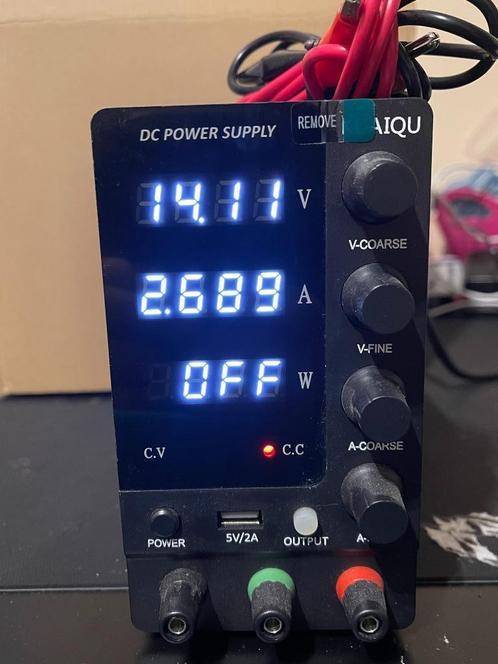 DC POWER SUPPLY
REMOVE AIQU
14.11 V
V-COARSE
2.689 A
V-FINE
OFF W
A-COARSE
C.V C.C
POWER 5V/2A OUTPUT